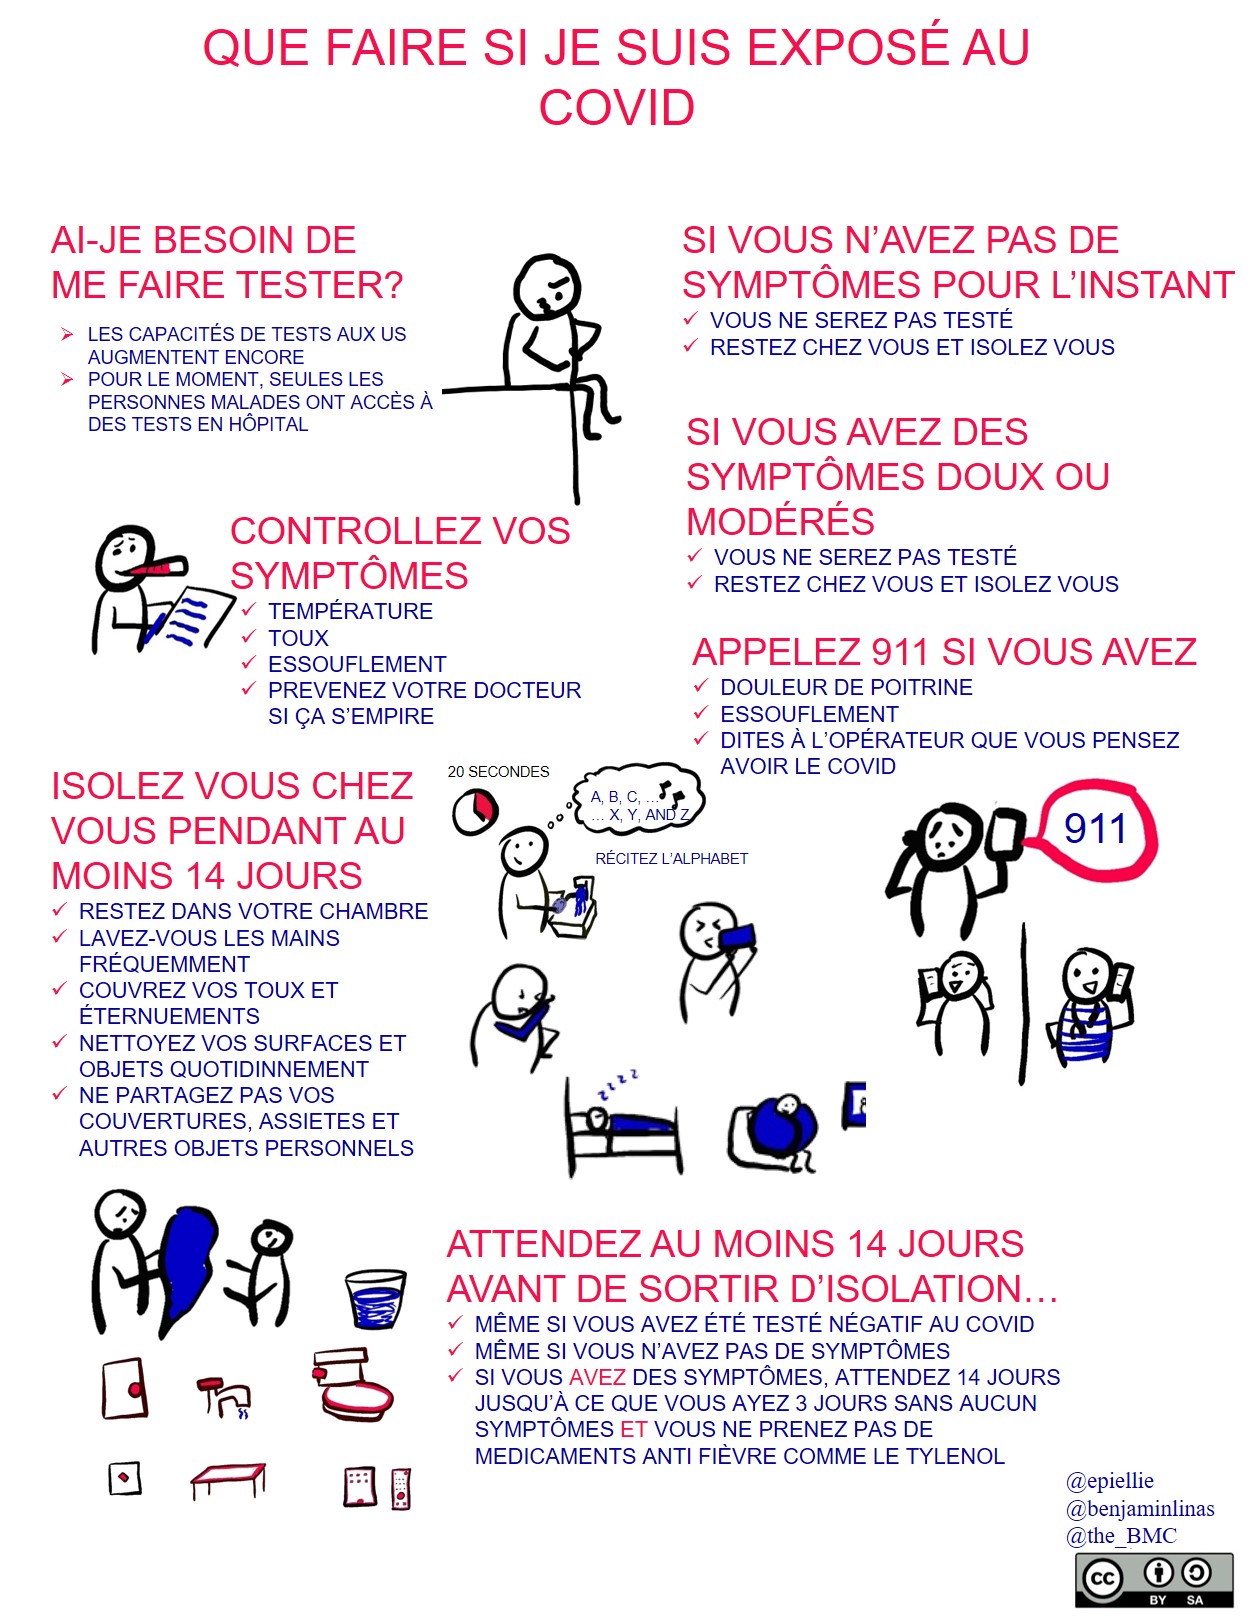 QUE FAIRE SI JE SUIS EXPOSÉ AU
COVID
AI-JE BESOIN DE
ME FAIRE TESTER?
LES CAPACITÉS DE TESTS AUX US
AUGMENTENT ENCORE
POUR LE MOMENT, SEULES LES
PERSONNES MALADES ONT ACCÈS À
DES TESTS EN HÔPITAL
SI VOUS N'AVEZ PAS DE
SYMPTÔMES POUR L'INSTANT
VOUS NE SEREZ PAS TESTÉ
RESTEZ CHEZ VOUS ET ISOLEZ VOUS
SI VOUS AVEZ DES
SYMPTÔMES DOUX OU
MODÉRÉS
VOUS NE SEREZ PAS TESTÉ
RESTEZ CHEZ VOUS ET ISOLEZ VOUS
CONTROLLEZ VOS
SYMPTÔMES
TEMPÉRATURE
TOUX
ESSOUFLEMENT
PREVENEZ VOTRE DOCTEUR
SI ÇA S'EMPIRE
APPELEZ 911 SI VOUS AVEZ
DOULEUR DE POITRINE
ESSOUFLEMENT
DITES À L'OPÉRATEUR QUE VOUS PENSEZ
AVOIR LE COVID
911
ISOLEZ VOUS CHEZ
VOUS PENDANT AU
MOINS 14 JOURS
RESTEZ DANS VOTRE CHAMBRE
LAVEZ-VOUS LES MAINS
FRÉQUEMMENT
COUVREZ VOS TOUX ET
ÉTERNUEMENTS
NETTOYEZ VOS SURFACES ET
OBJETS QUOTIDINNEMENT
NE PARTAGEZ PAS VOS
COUVERTURES, ASSIETES ET
AUTRES OBJETS PERSONNELS
20 SECONDES
A, B, C, ...
... X, Y, AND Z
RÉCITEZ L'ALPHABET
z z z z
ATTENDEZ AU MOINS 14 JOURS
AVANT DE SORTIR D'ISOLATION…
MÊME SI VOUS AVEZ ÉTÉ TESTÉ NÉGATIF AU COVID
MÊME SI VOUS N'AVEZ PAS DE SYMPTÔMES
SI VOUS AVEZ DES SYMPTÔMES, ATTENDEZ 14 JOURS
JUSQU'À CE QUE VOUS AYEZ 3 JOURS SANS AUCUN
SYMPTÔMES ET VOUS NE PRENEZ PAS DE
MEDICAMENTS ANTI FIÈVRE COMME LE TYLENOL
@epiellie
@benjaminlinas
@the_BMC
cc
BY SA